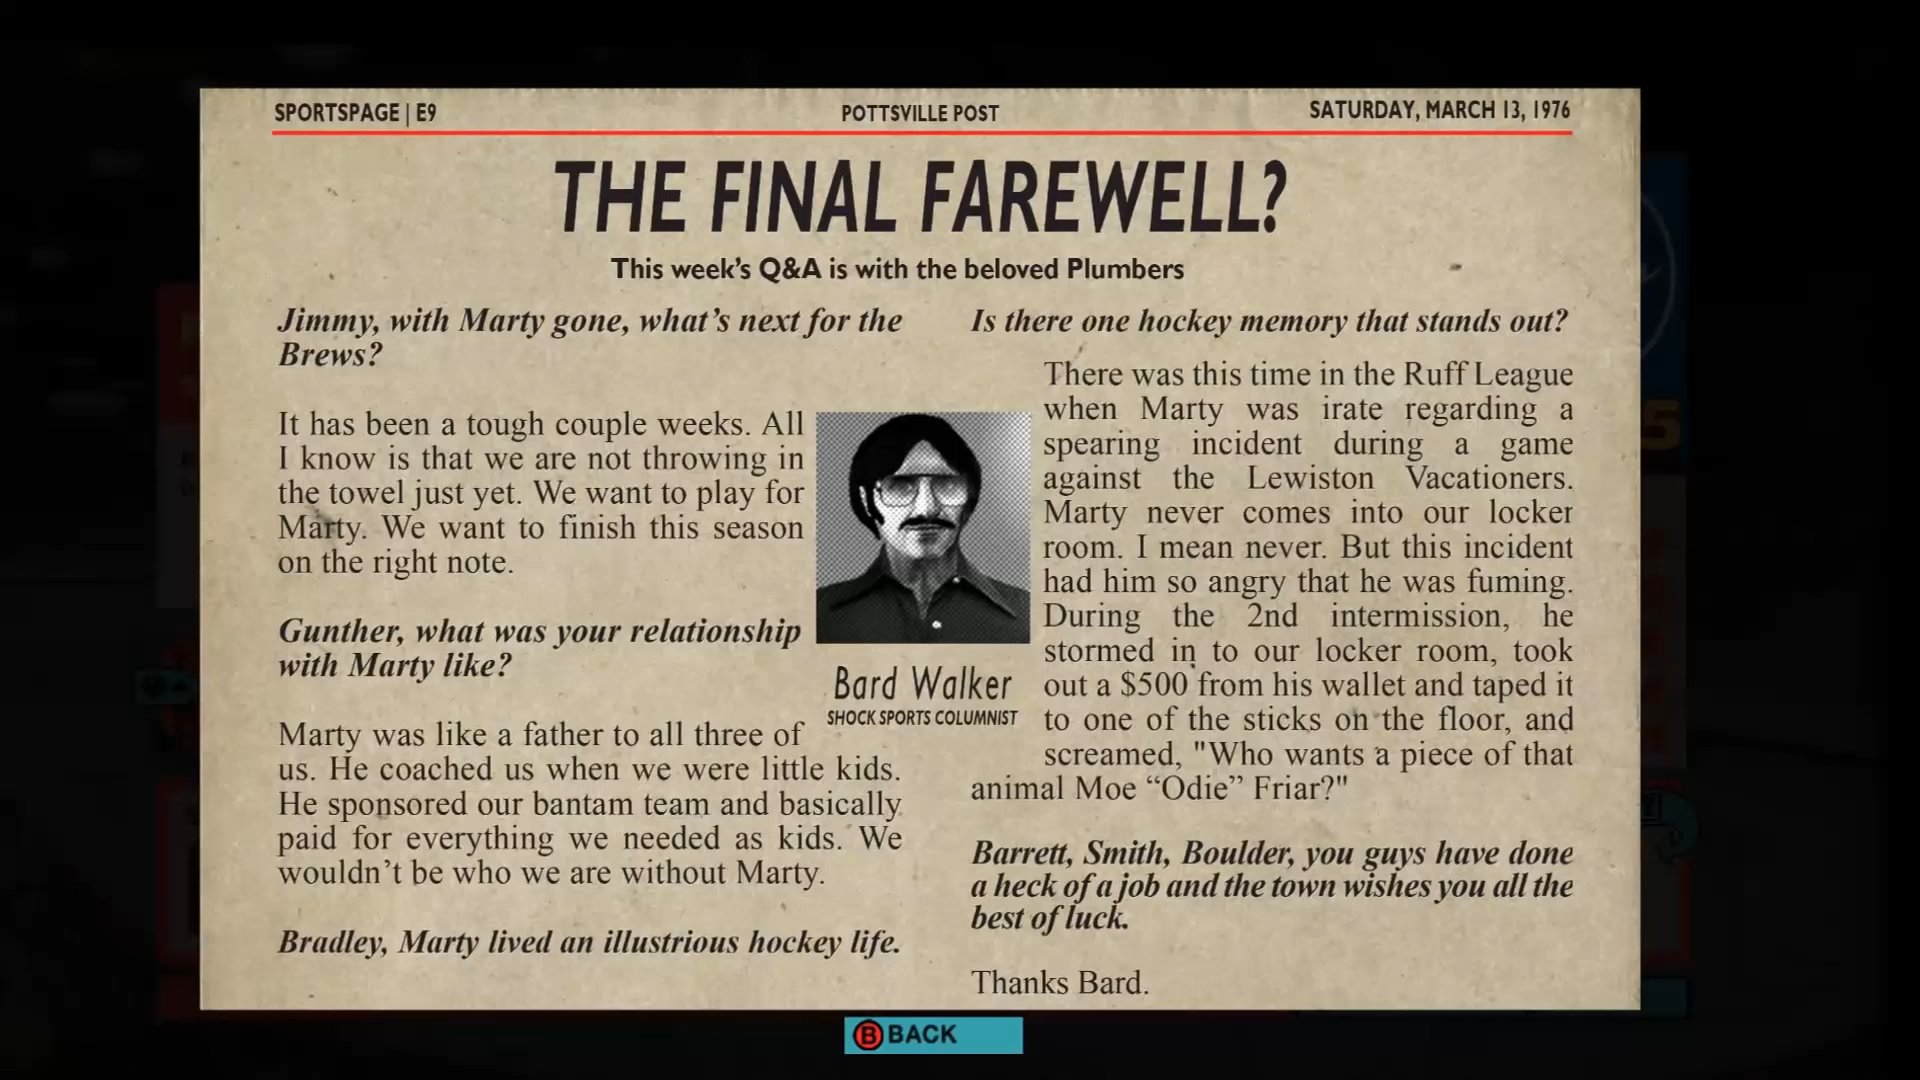 SPORTSPAGE | E9
POTTSVILLE POST
SATURDAY, MARCH 13, 1976
THE FINAL FAREWELL?
This week's Q&A is with the beloved Plumbers
Jimmy, with Marty gone, what's next for the
Brews?
It has been a tough couple weeks. All
I know is that we are not throwing in
the towel just yet. We want to play for
Marty. We want to finish this season
on the right note.
Gunther, what was your relationship
with Marty like?
Marty was like a father to all three of
us. He coached us when we were little kids.
He sponsored our bantam team and basically
paid for everything we needed as kids. We
wouldn't be who we are without Marty.
Bradley, Marty lived an illustrious hockey life.
Bard Walker
SHOCK SPORTS COLUMNIST
Is there one hockey memory that stands out?
There was this time in the Ruff League
when Marty was irate regarding a
spearing incident during a game
against the Lewiston Vacationers.
Marty never comes into our locker
room. I mean never. But this incident
had him so angry that he was fuming.
During the 2nd intermission, he
stormed in to our locker room, took
out a $500 from his wallet and taped it
to one of the sticks on the floor, and
screamed, "Who wants a piece of that
animal Moe “Odie” Friar?"
Barrett, Smith, Boulder, you guys have done
a heck of a job and the town wishes you all the
best of luck.
Thanks Bard.
B BACK